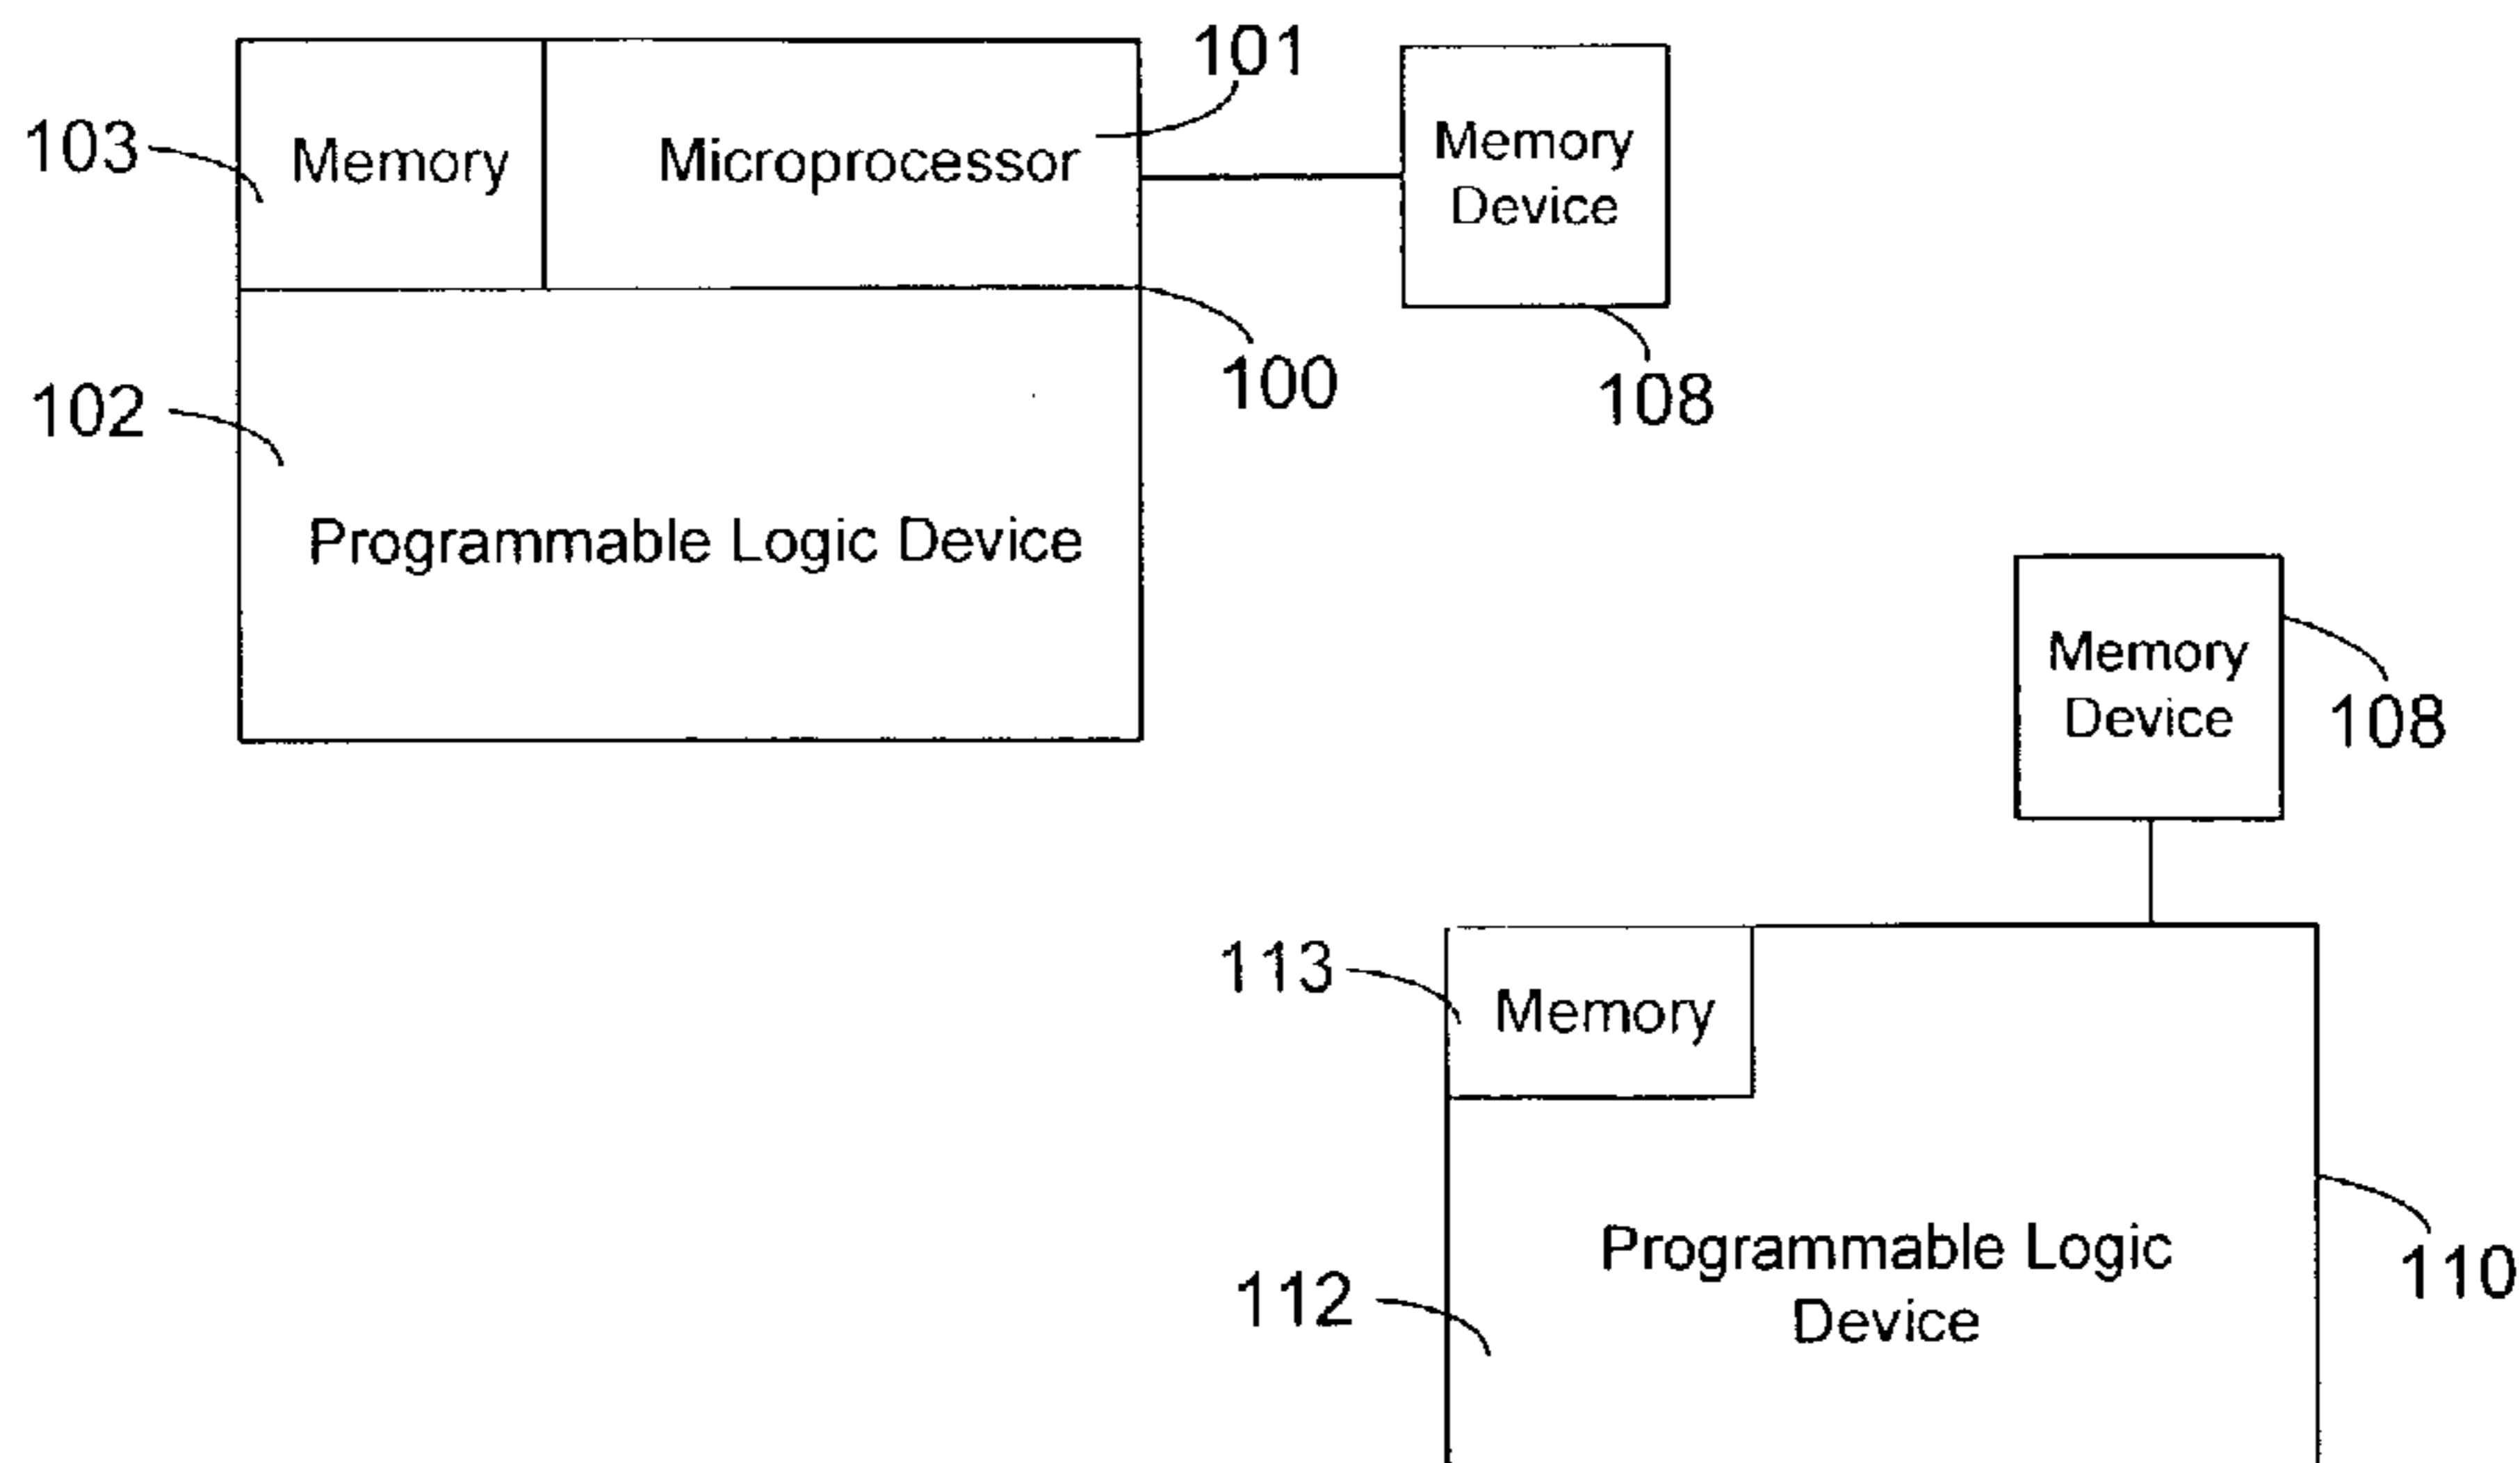 101
103
Memory
Microprocessor
Memory
Device
100
108
102
Programmable Logic Device
Memory
Device
108
113
Memory
110
112
Programmable Logic
Device